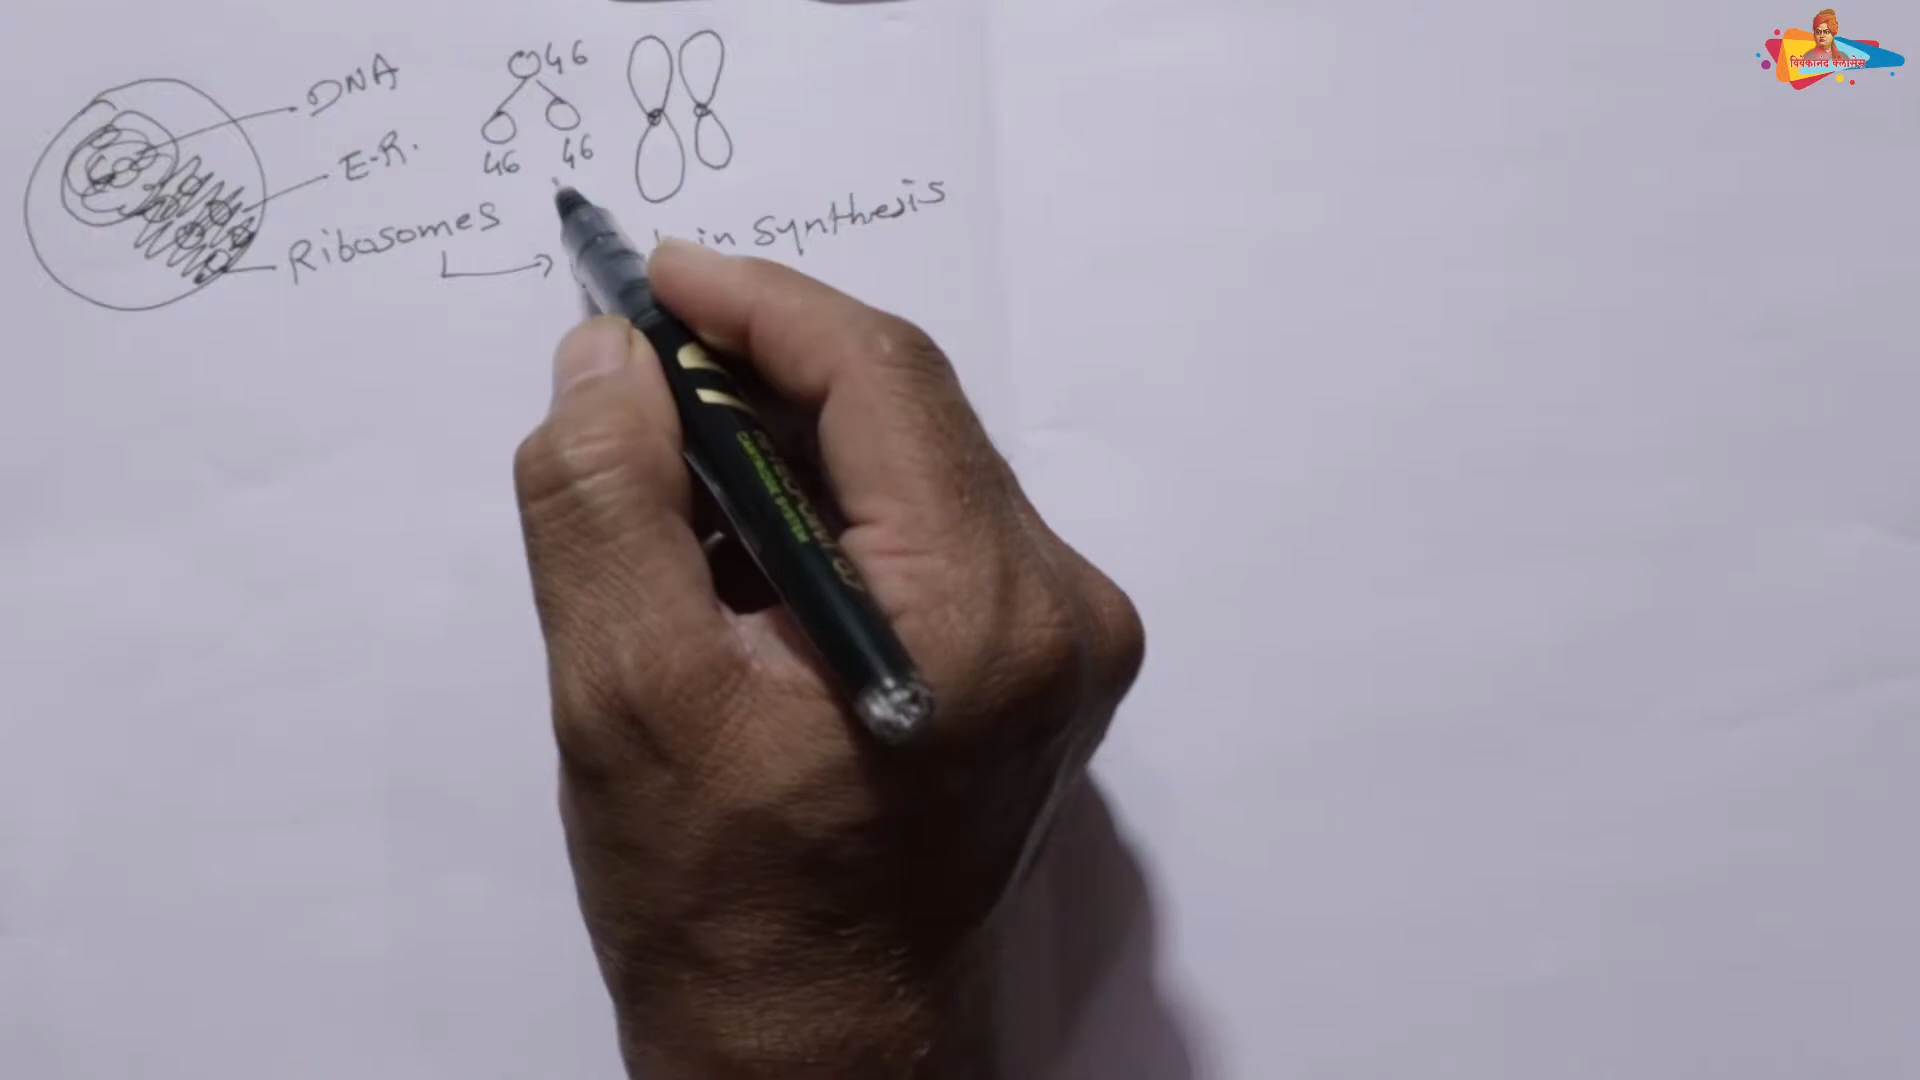 DNA
E.R.
Ribosomes
46
46 46
in Synthesis
विवेकानंद क्लासेस